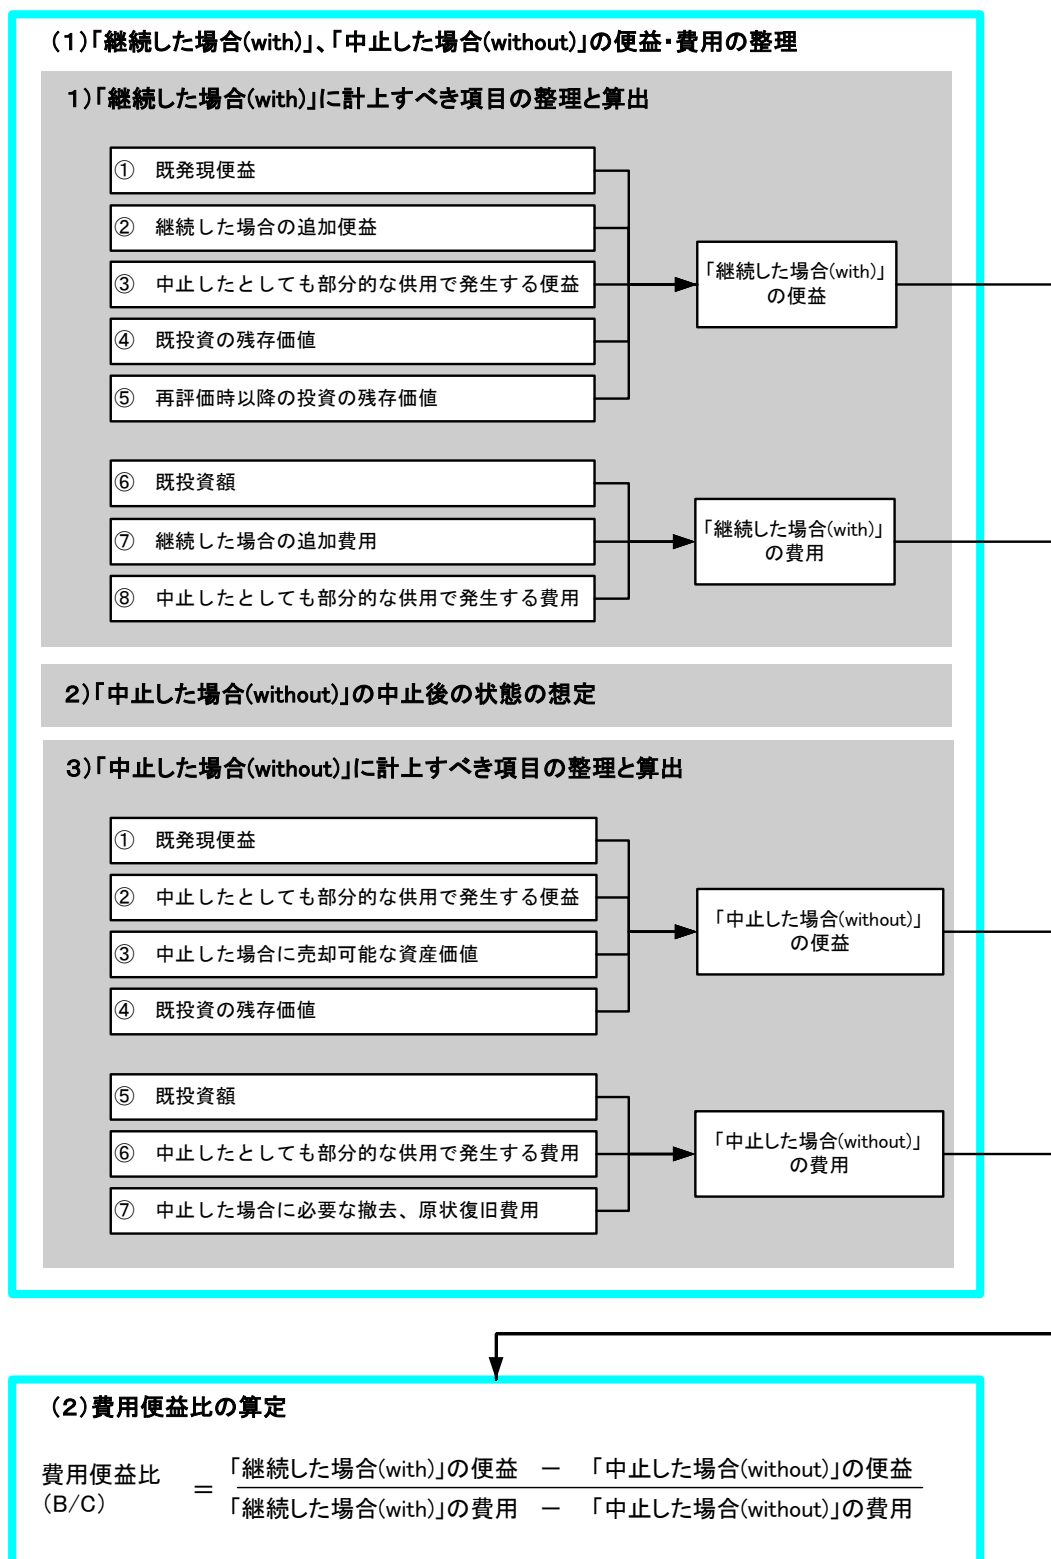 (１)「継続した場合(with)」、「中止した場合(without)」の便益・費用の整理
１)「継続した場合(with)」に計上すべき項目の整理と算出
① 既発現便益
② 継続した場合の追加便益
③ 中止したとしても部分的な供用で発生する便益
④ 既投資の残存価値
⑤ 再評価時以降の投資の残存価値
「継続した場合(with)」
の便益
⑥ 既投資額
⑦ 継続した場合の追加費用
⑧ 中止したとしても部分的な供用で発生する費用
「継続した場合(with)」
の費用
２)「中止した場合(without)」の中止後の状態の想定
３)「中止した場合(without)」に計上すべき項目の整理と算出
① 既発現便益
② 中止したとしても部分的な供用で発生する便益
③ 中止した場合に売却可能な資産価値
④ 既投資の残存価値
「中止した場合(without)」
の便益
⑤ 既投資額
⑥ 中止したとしても部分的な供用で発生する費用
⑦ 中止した場合に必要な撤去、原状復旧費用
「中止した場合(without)」
の費用
(２)費用便益比の算定
費用便益比
(B/C)
＝
「継続した場合(with)」の便益 － 「中止した場合(without)」の便益
「継続した場合(with)」の費用 － 「中止した場合(without)」の費用